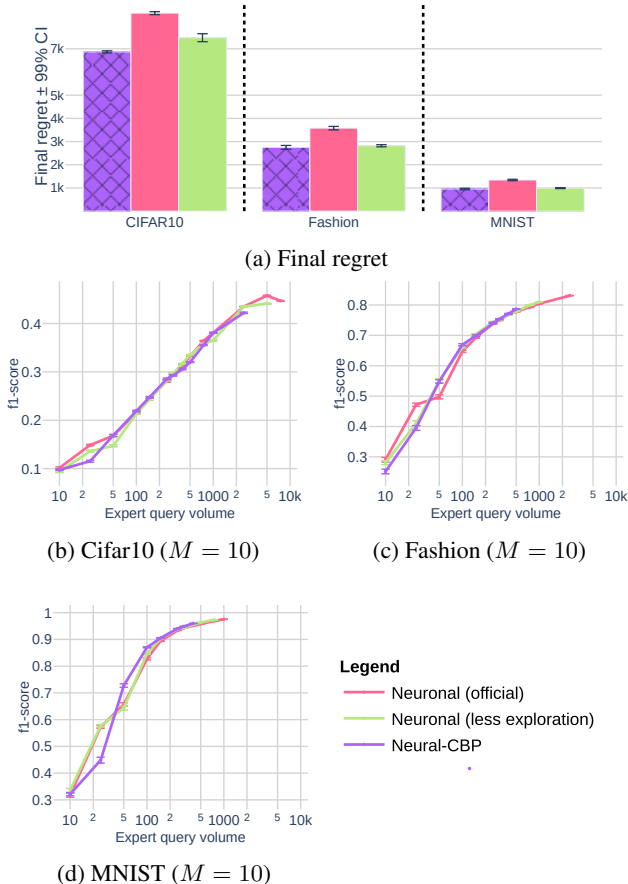 Final regret ± 99% CI
7k
5k
4k
3k
2k
1k
CIFAR10 Fashion MNIST
(a) Final regret
f1-score
0.4
0.3
0.2
0.1
10 2 5 100 2 5 1000 2 5 10k
Expert query volume
(b) Cifar10 (M = 10)
f1-score
0.8
0.7
0.6
0.5
0.4
0.3
10 2 5 100 2 5 1000 2 5 10k
Expert query volume
(c) Fashion (M = 10)
f1-score
1
0.9
0.8
0.7
0.6
0.5
0.4
0.3
10 2 5 100 2 5 1000 2 5 10k
Expert query volume
(d) MNIST (M = 10)
Legend
Neuronal (official)
Neuronal (less exploration)
Neural-CBP